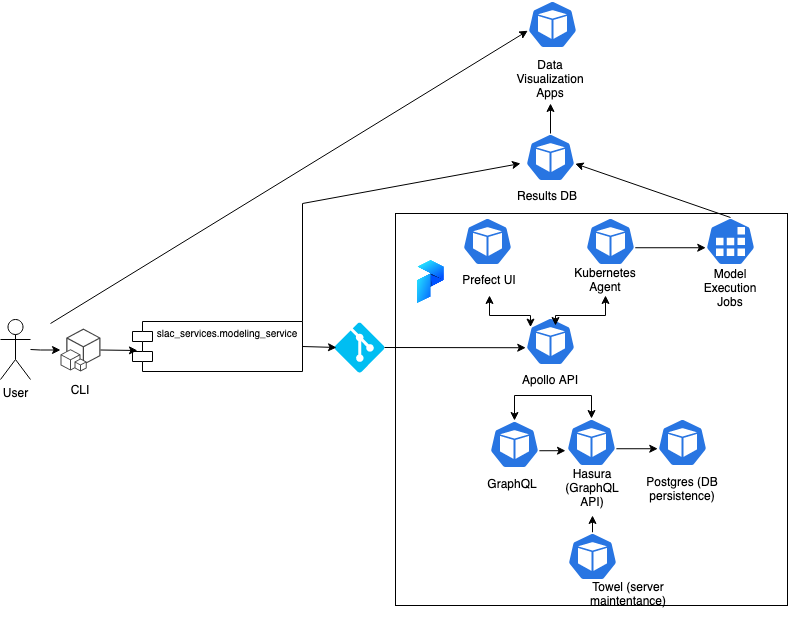 Data
Visualization
Apps
Results DB
Prefect UI
Kubernetes
Agent
Model
Execution
Jobs
slac_services.modeling_service
User
CLI
Apollo API
GraphQL
Hasura
(GraphQL
API)
Postgres (DB
persistence)
Towel (server
maintentance)